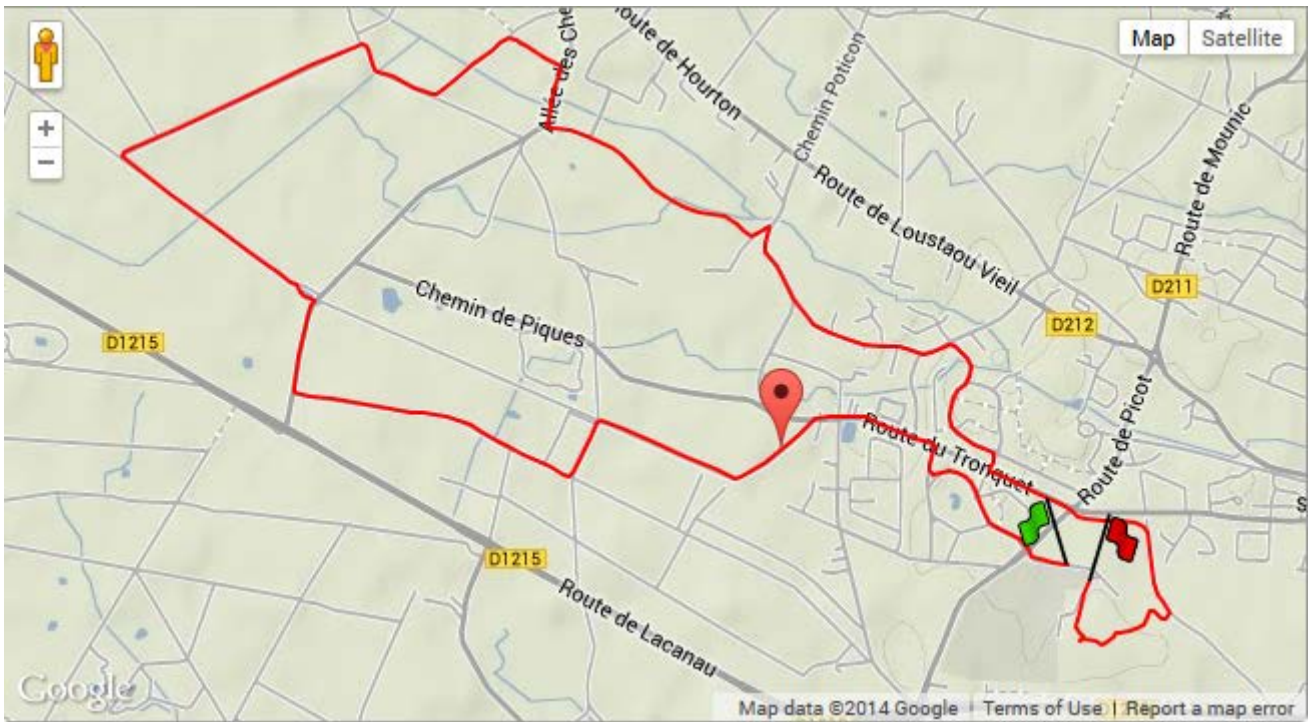 Map Satellite
+
−
Allée des Che
oute de Hourton
Chemin Poticon
Route de Mounic
Route de Loustaou Vieil
D211
D212
Chemin de Piques
D1215
Route de Picot
Route du Tronquet
S
D1215
Route de Lacanau
Google
Map data ©2014 Google Terms of Use Report a map error